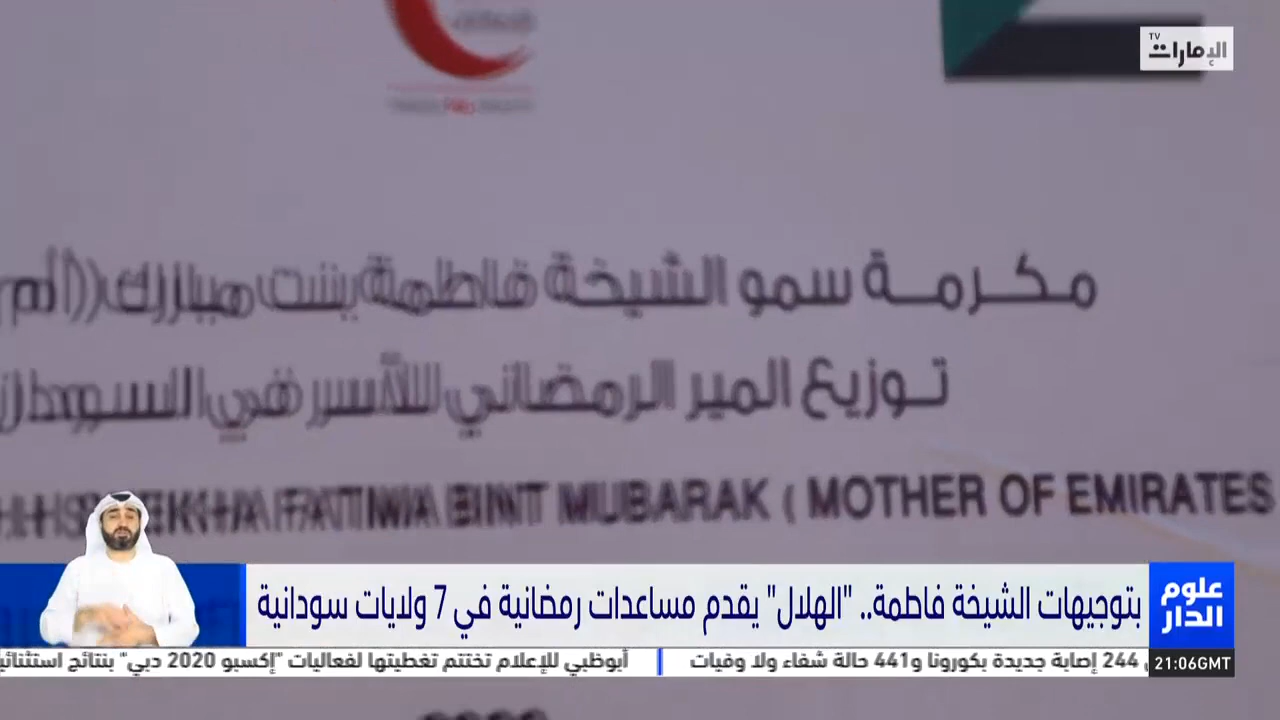 الإمارات TV
مكرمة سمو الشيخة فاطمة بنت مبارك ((أم
توزيع المير الرمضاني للأسر في السودان
FATIMA BINT MUBARAK ( MOTHER OF EMIRATES
بتوجيهات الشيخة فاطمة.. "الهلال" يقدم مساعدات رمضانية في 7 ولايات سودانية
علوم الدار
244 إصابة جديدة بكورونا و441 حالة شفاء ولا وفيات
أبوظبي للإعلام تختتم تغطيتها لفعاليات "إكسبو 2020 دبي" بنتائج
21:06GMT